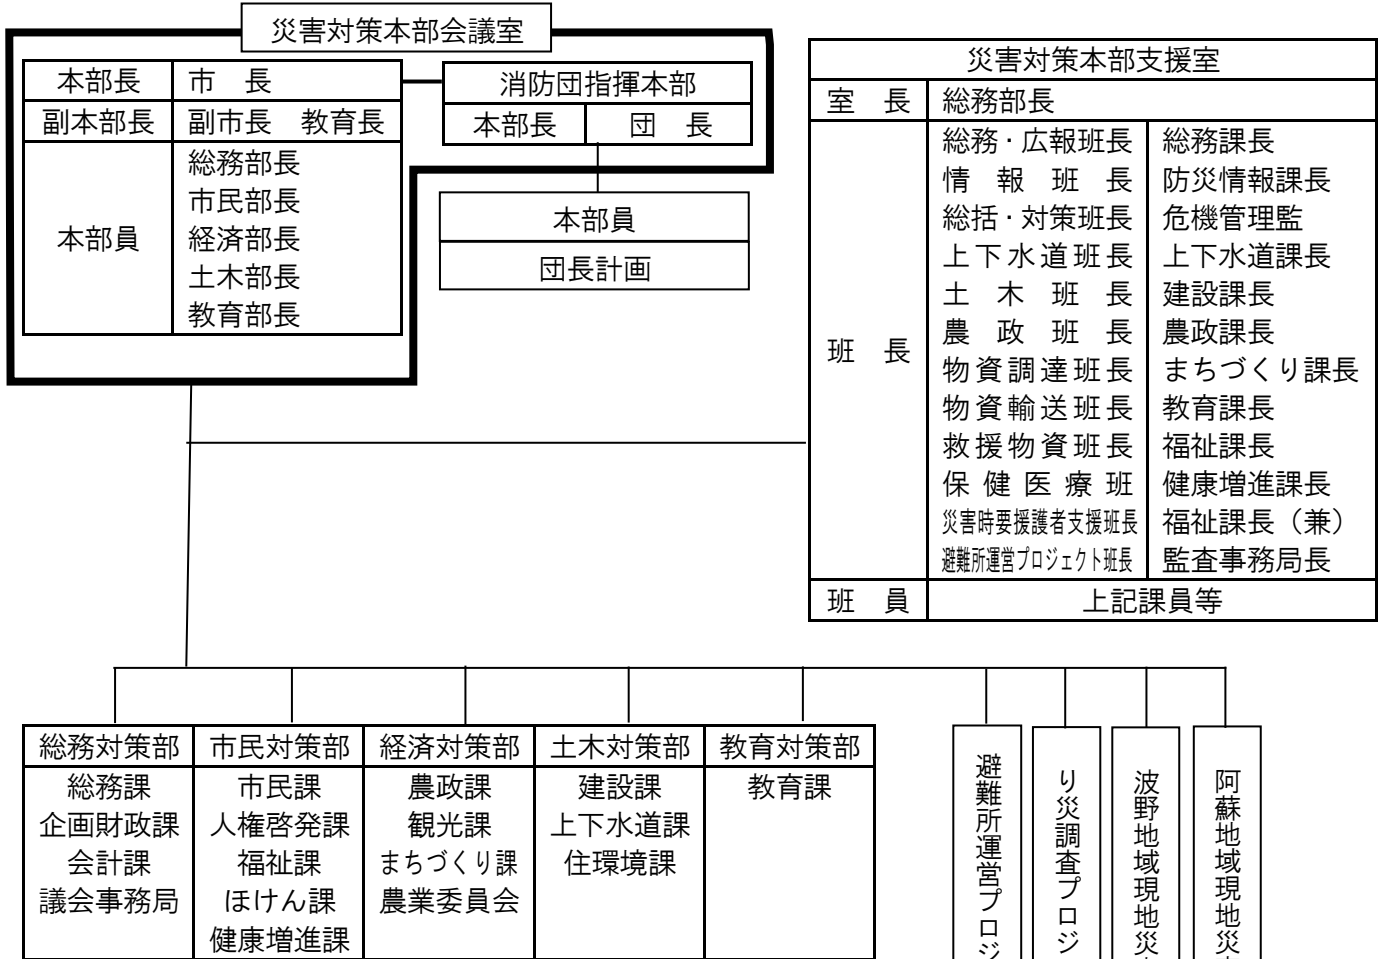 災害対策本部会議室
本部長 市　長
副本部長 副市長　教育長
本部員
総務部長
市民部長
経済部長
土木部長
教育部長
消防団指揮本部
本部長 団　長
本部員
団長計画
災害対策本部支援室
室　長 総務部長
班　長
総務・広報班長 総務課長
情報班長 防災情報課長
総括・対策班長 危機管理監
上下水道班長 上下水道課長
土木班長 建設課長
農政班長 農政課長
物資調達班長 まちづくり課長
物資輸送班長 教育課長
救援物資班長 福祉課長
保健医療班 健康増進課長
災害時要援護者支援班長 福祉課長（兼）
避難所運営プロジェクト班長 監査事務局長
班　員 上記課員等
総務対策部 市民対策部 経済対策部 土木対策部 教育対策部
総務課 市民課 農政課 建設課 教育課
企画財政課 人権啓発課 観光課 上下水道課
会計課 福祉課 まちづくり課 住環境課
議会事務局 ほけん課 農業委員会
健康増進課
避難所運営プロジ
り災調査プロジ
波野地域現地災
阿蘇地域現地災